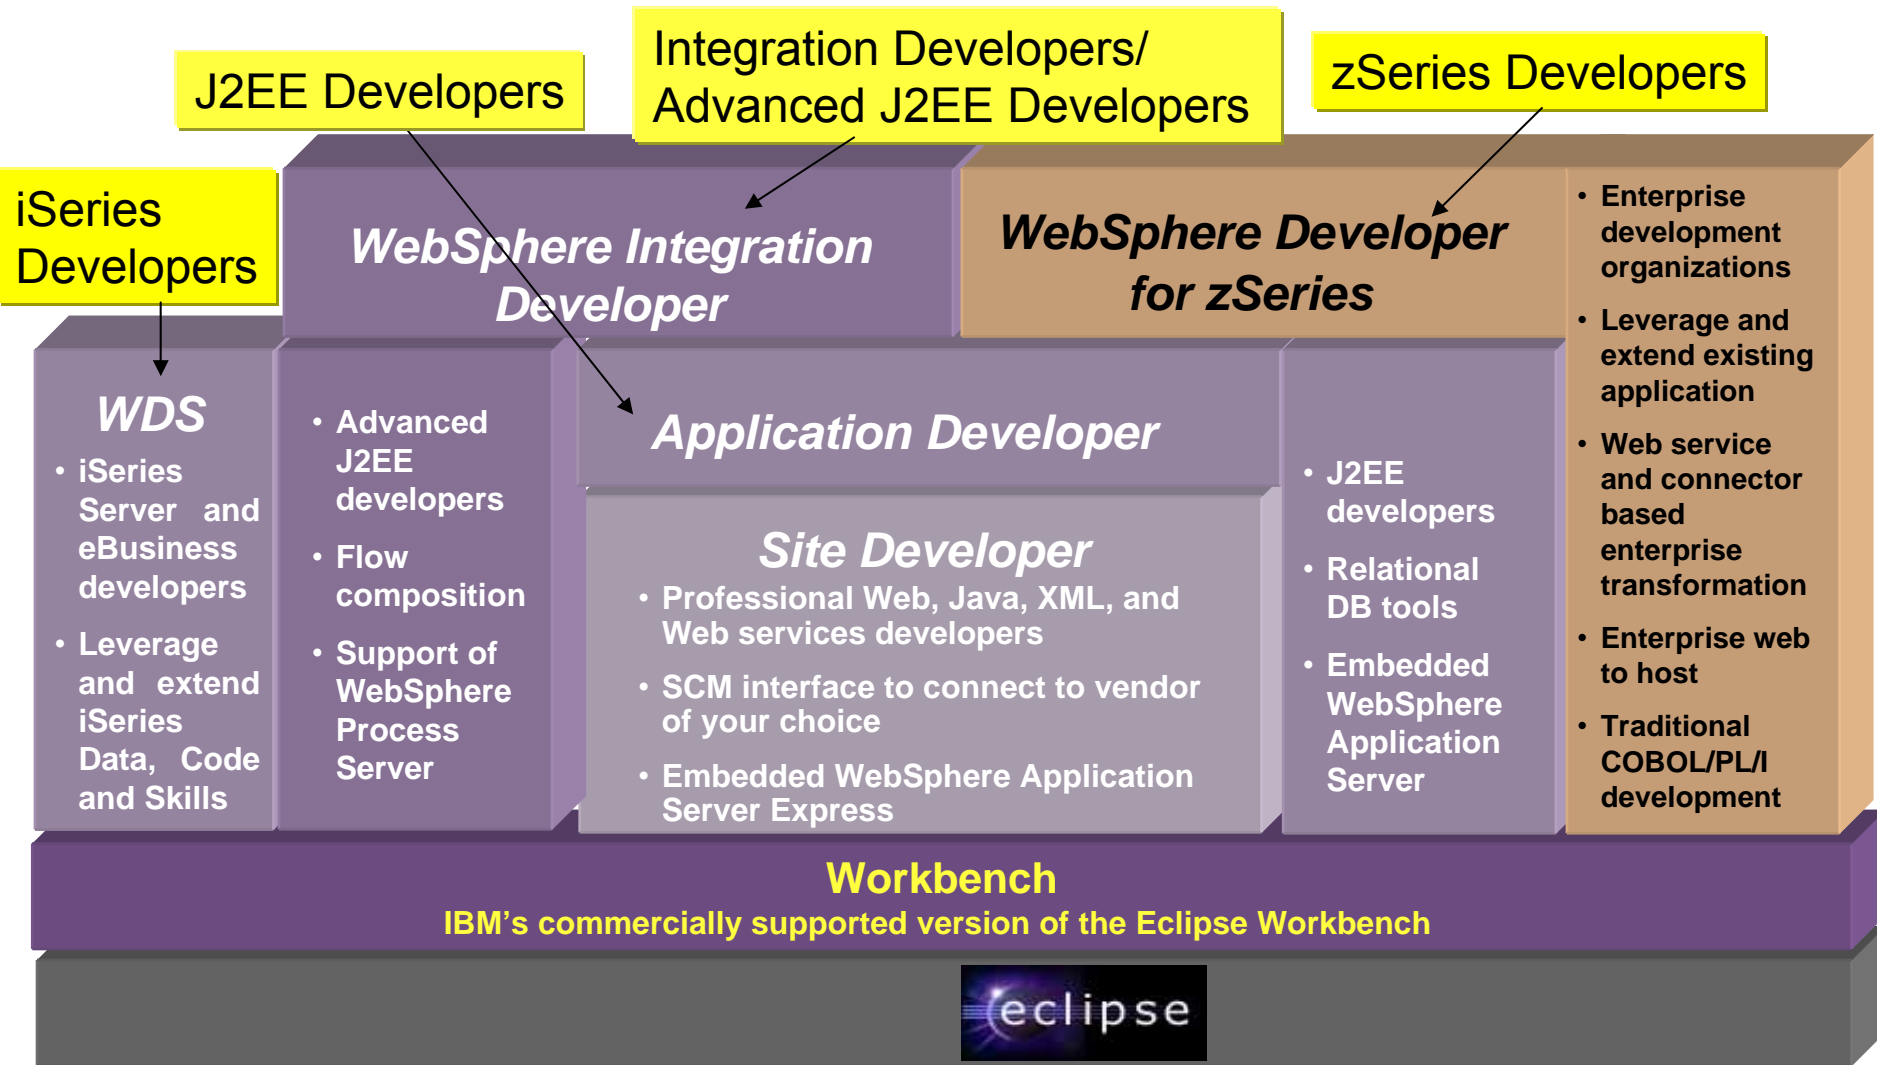 Integration Developers/
Advanced J2EE Developers
J2EE Developers
zSeries Developers
iSeries
Developers
WebSphere Integration
Developer
WebSphere Developer
for zSeries
WDS
• iSeries
Server and
eBusiness
developers
• Leverage
and extend
iSeries
Data, Code
and Skills
• Advanced
J2EE
developers
• Flow
composition
• Support of
WebSphere
Process
Server
Application Developer
Site Developer
• Professional Web, Java, XML, and
Web services developers
• SCM interface to connect to vendor
of your choice
• Embedded WebSphere Application
Server Express
• J2EE
developers
• Relational
DB tools
• Embedded
WebSphere
Application
Server
• Enterprise
development
organizations
• Leverage and
extend existing
application
• Web service
and connector
based
enterprise
transformation
• Enterprise web
to host
• Traditional
COBOL/PL/I
development
Workbench
IBM’s commercially supported version of the Eclipse Workbench
eclipse